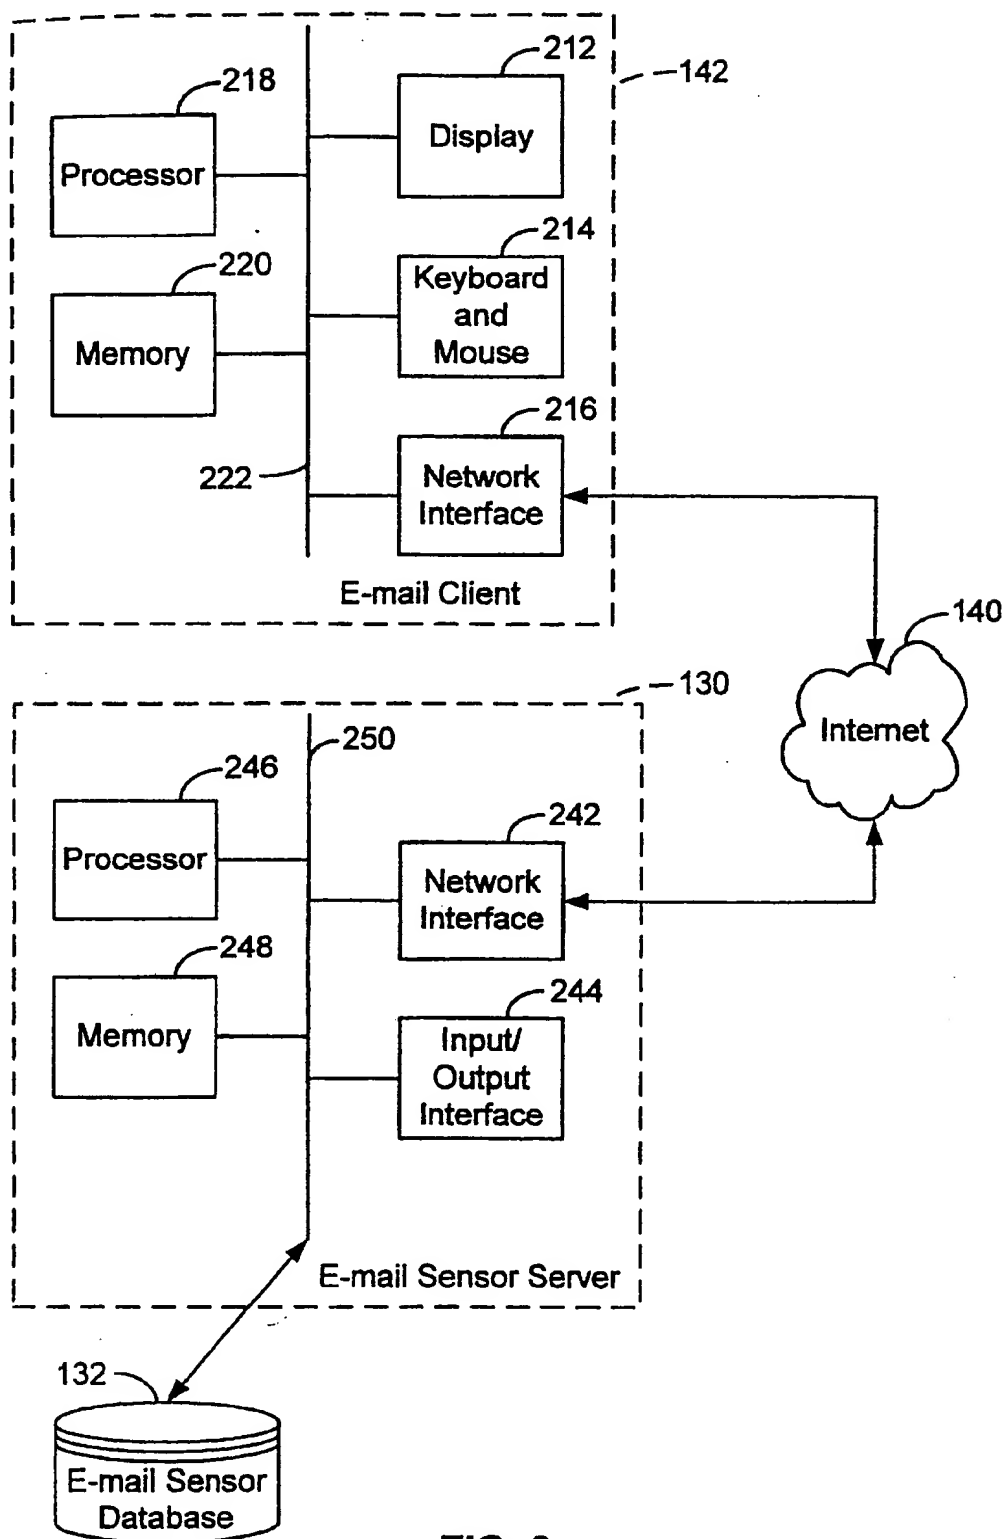 212
142
218
Display
Processor
214
220
Keyboard
and
Mouse
Memory
216
222
Network
Interface
E-mail Client
140
130
Internet
250
246
242
Processor
Network
Interface
248
244
Memory
Input/
Output
Interface
E-mail Sensor Server
132
E-mail Sensor
Database